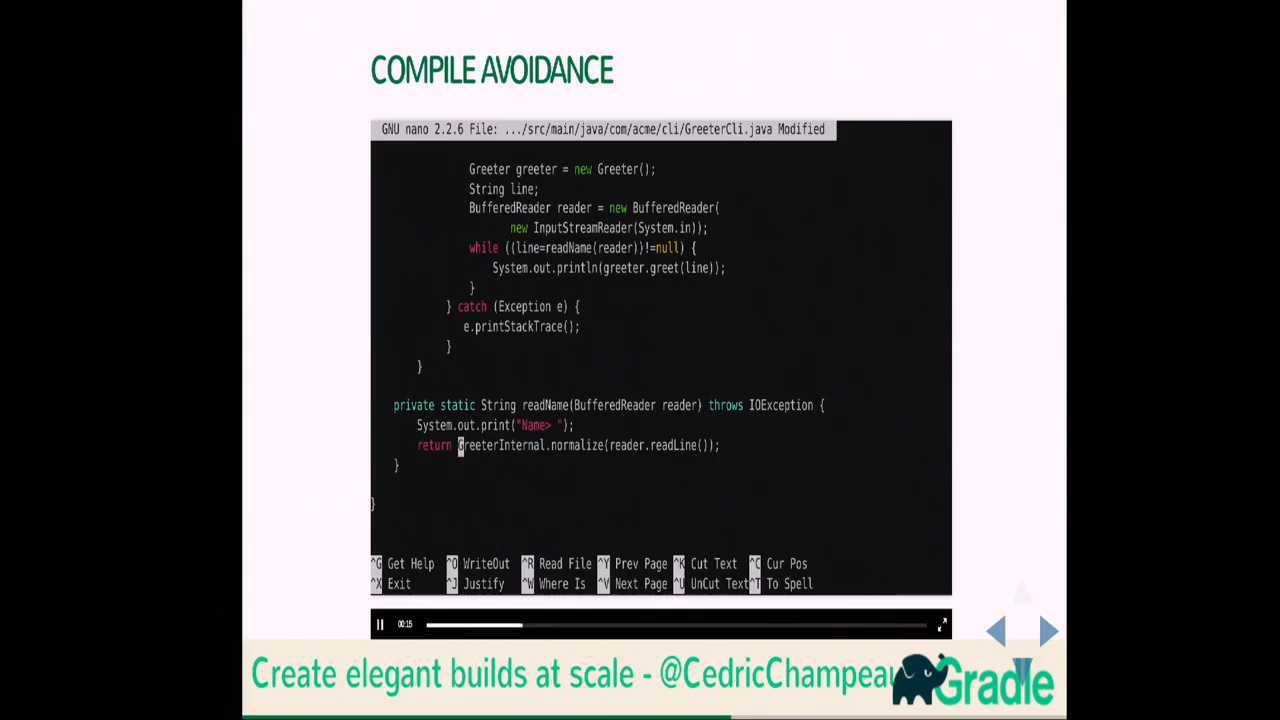 COMPILE AVOIDANCE
GNU nano 2.2.6 File: .../src/main/java/com/acme/cli/GreeterCli.java Modified
Greeter greeter = new Greeter();
String line;
BufferedReader reader = new BufferedReader(
new InputStreamReader(System.in));
while ((line=readName(reader))!=null) {
System.out.println(greeter.greet(line));
}
} catch (Exception e) {
e.printStackTrace();
}
}
private static String readName(BufferedReader reader) throws IOException {
System.out.print("Name> ");
return GreeterInternal.normalize(reader.readLine());
}
}
^G Get Help ^O WriteOut ^R Read File ^Y Prev Page ^K Cut Text ^C Cur Pos
^X Exit ^J Justify ^W Where Is ^V Next Page ^U UnCut Text ^T To Spell
00:15
Create elegant builds at scale - @CedricChampeau
Gradle